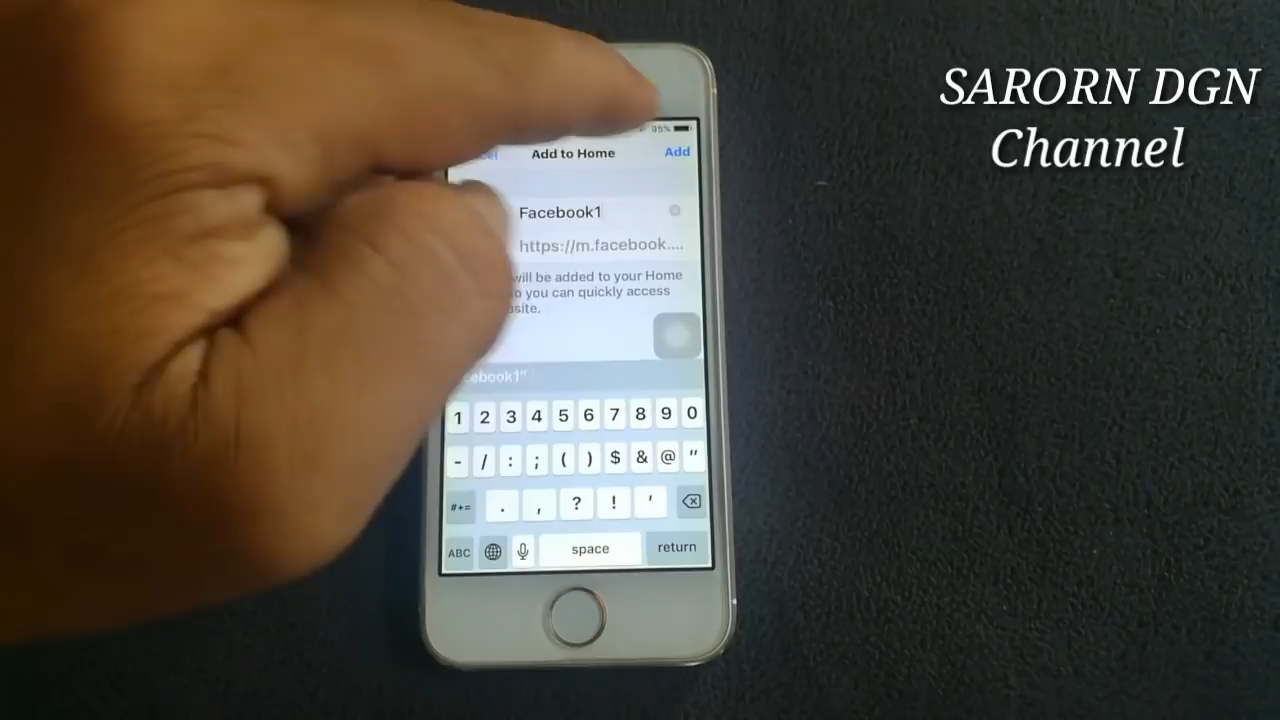 SARORN DGN
Channel
95%
Add to Home
Add
Facebook1
https://m.facebook....
will be added to your Home
you can quickly access
1 2 3 4 5 6 7 8 9 0
- / : ; ( ) $ & @ "
#+= . , ? ! '
ABC space return